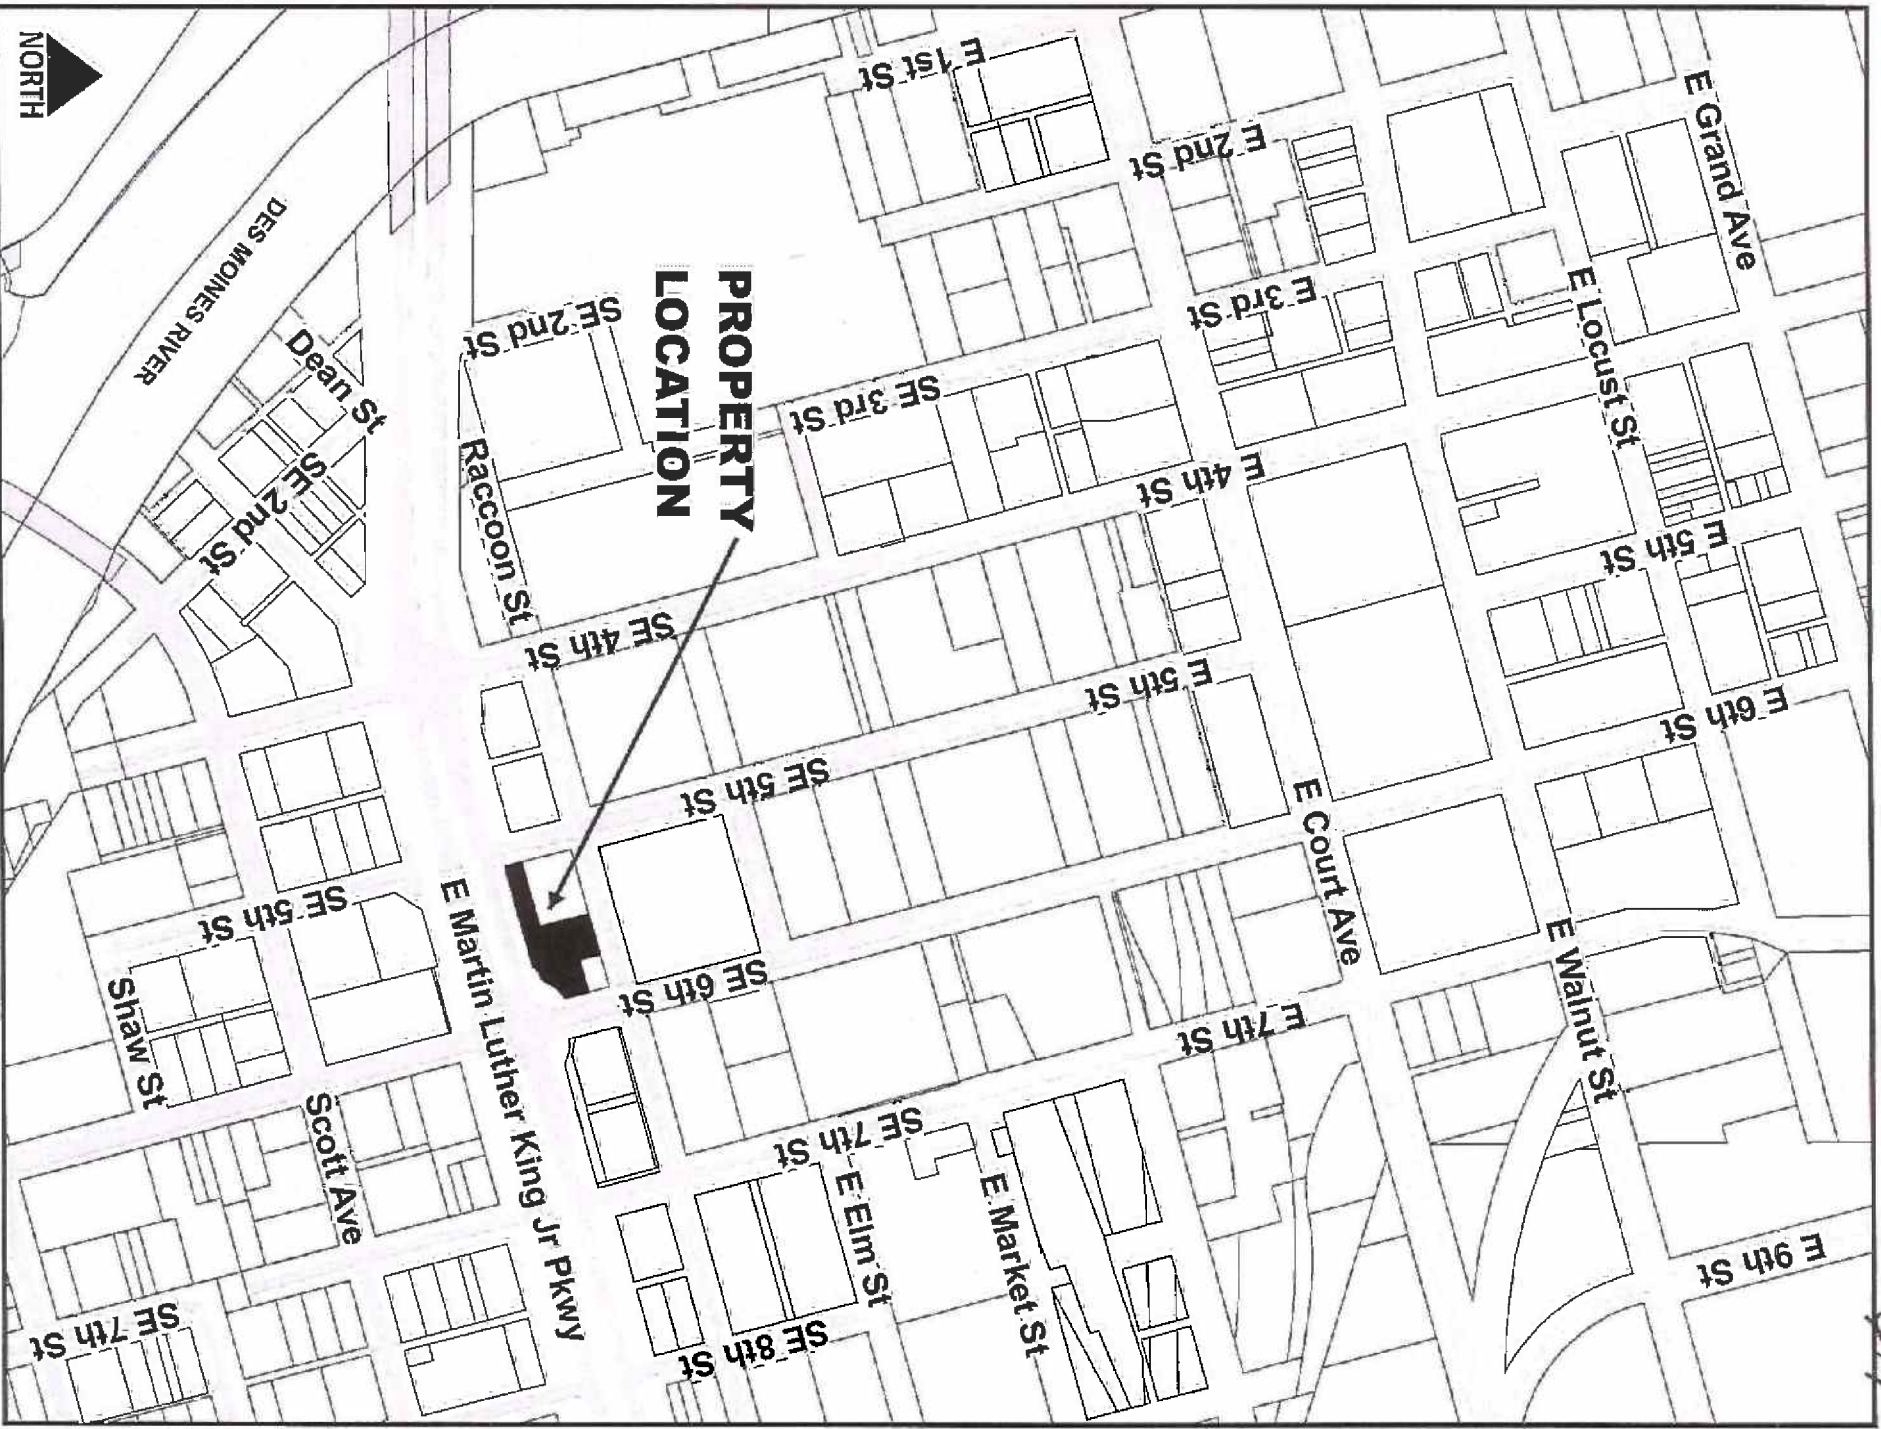 E Grand Ave
E 9th St
E 6th St
E 5th St
E Locust St
E Walnut St
E Court Ave
E 2nd St
E 3rd St
E 4th St
E 5th St
E 7th St
E 1st St
E Market St
E Elm St
SE 3rd St
SE 7th St
SE 5th St
SE 6th St
SE 8th St
PROPERTY
LOCATION
SE 2nd St
SE 4th St
Raccoon St
E Martin Luther King Jr Pkwy
Dean St
SE 2nd St
SE 5th St
Scott Ave
DES MOINES RIVER
Shaw St
SE 7th St
NORTH